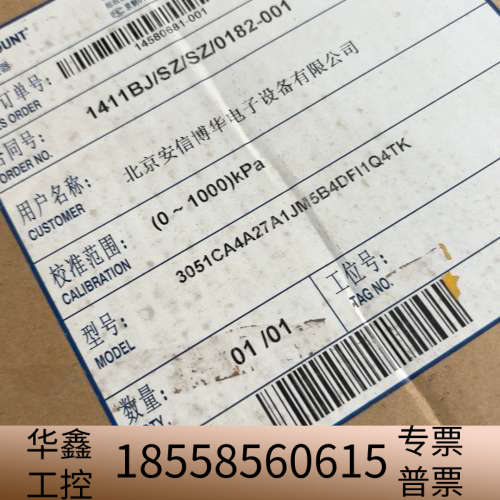 OUNT
14580681-001
订单号:
ES ORDER
1411BJ/SZ/SZ/0182-001
合同号:
ORDER NO.
用户名称:
CUSTOMER
北京安信博华电子设备有限公司
校准范围:
CALIBRATION
(0~1000)kPa
型号:
MODEL
3051CA4A27A1JM5B4DFI1Q4TK
工位号:
TAG NO.
数量:
01 /01
华鑫工控
18558560615
专票
普票